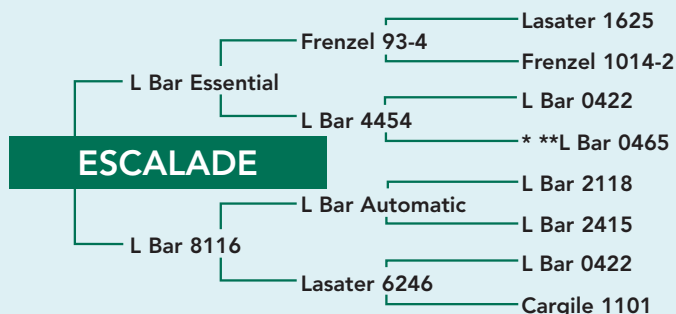 Lasater 1625
Frenzel 93-4
Frenzel 1014-2
L Bar Essential
L Bar 0422
L Bar 4454
* **L Bar 0465
ESCALADE
L Bar 2118
L Bar Automatic
L Bar 2415
L Bar 8116
L Bar 0422
Lasater 6246
Cargile 1101